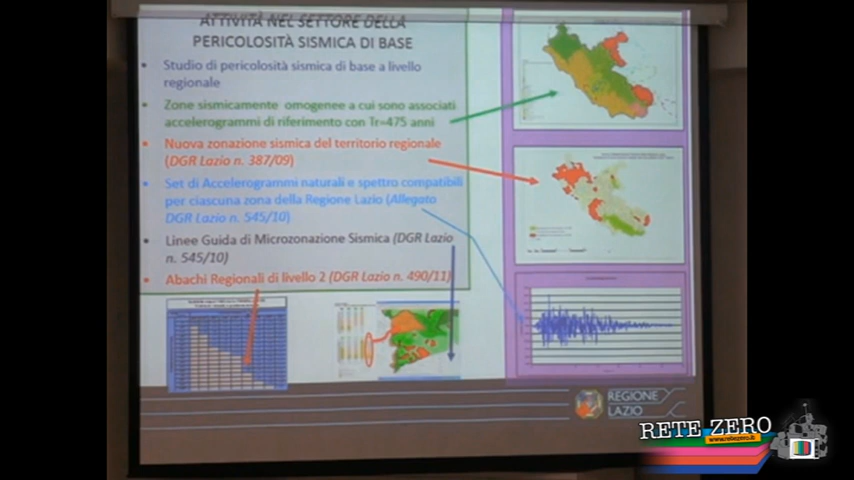 ATTIVITÀ NEL SETTORE DELLA
PERICOLOSITÀ SISMICA DI BASE
• Studio di pericolosità sismica di base a livello
regionale
• Zone sismicamente omogenee a cui sono associati
accelerogrammi di riferimento con Tr=475 anni
• Nuova zonazione sismica del territorio regionale
(DGR Lazio n. 387/09)
• Set di Accelerogrammi naturali e spettro compatibili
per ciascuna zona della Regione Lazio (Allegato
DGR Lazio n. 545/10)
• Linee Guida di Microzonazione Sismica (DGR Lazio
n. 545/10)
• Abachi Regionali di livello 2 (DGR Lazio n. 490/11)
REGIONE
LAZIO
RETE ZERO
www.retezero.it